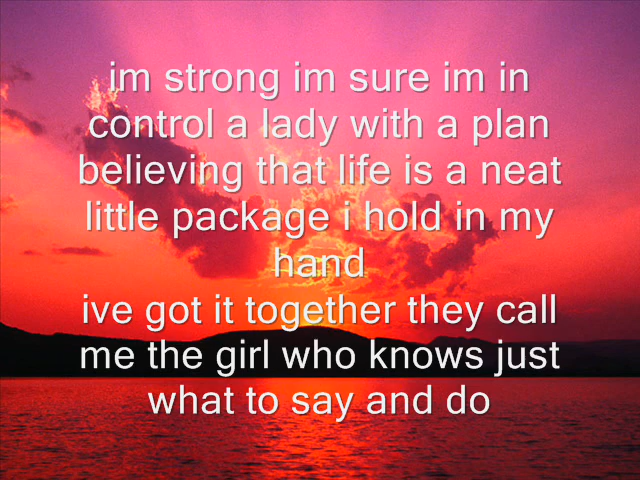 im strong im sure im in
control a lady with a plan
believing that life is a neat
little package i hold in my
hand
ive got it together they call
me the girl who knows just
what to say and do